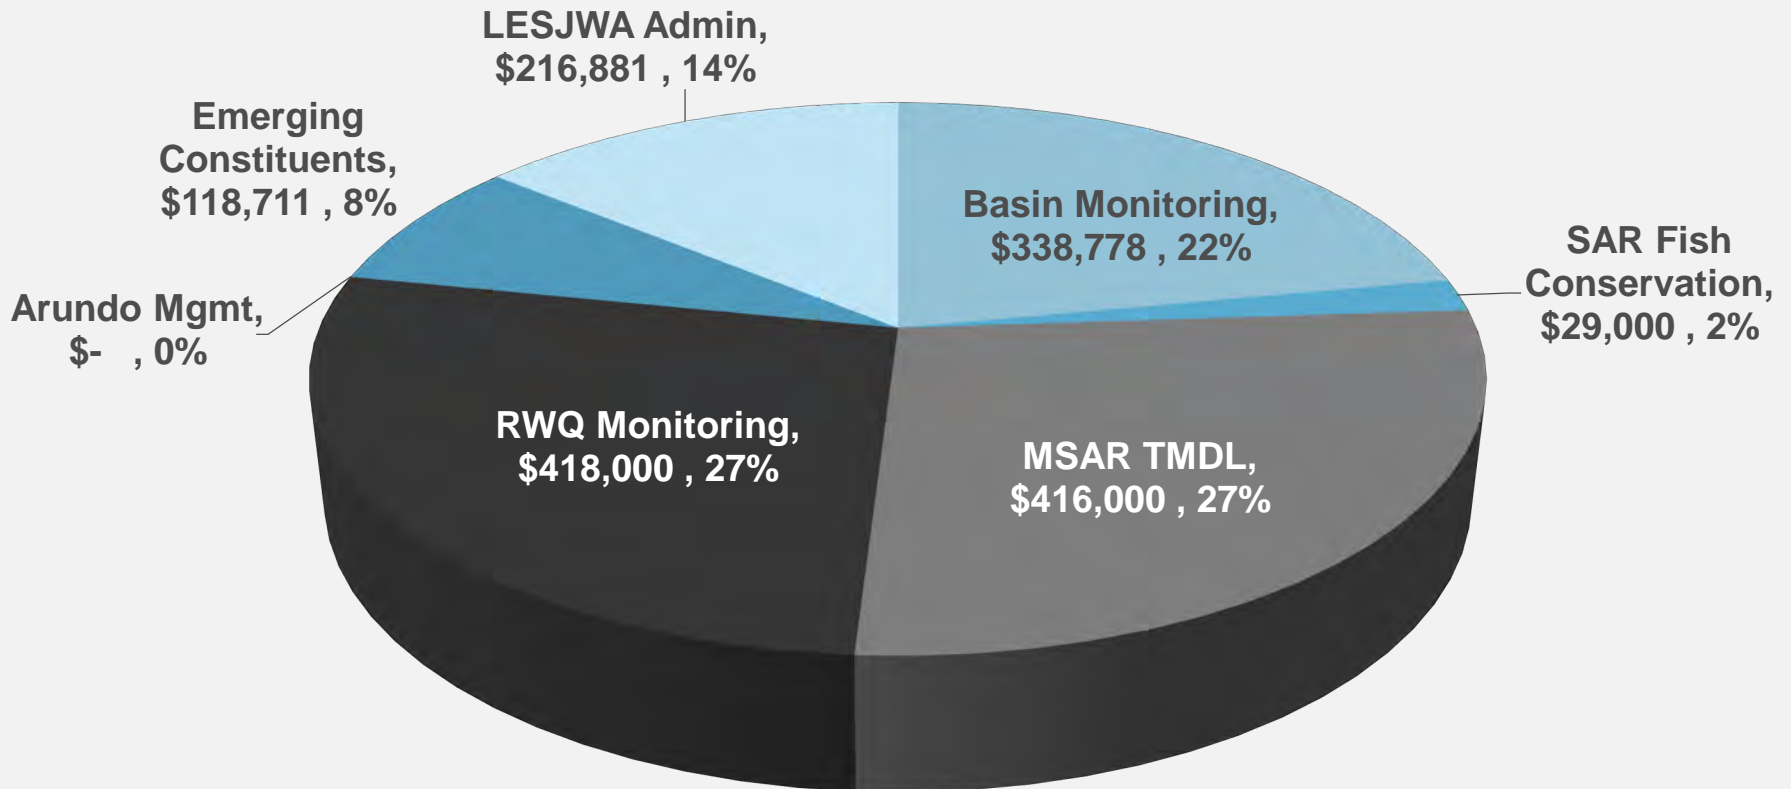 LESJWA Admin,
$216,881 , 14%
Emerging
Constituents,
$118,711 , 8%
Basin Monitoring,
$338,778 , 22%
SAR Fish
Conservation,
$29,000 , 2%
Arundo Mgmt,
$-   , 0%
RWQ Monitoring,
$418,000 , 27%
MSAR TMDL,
$416,000 , 27%